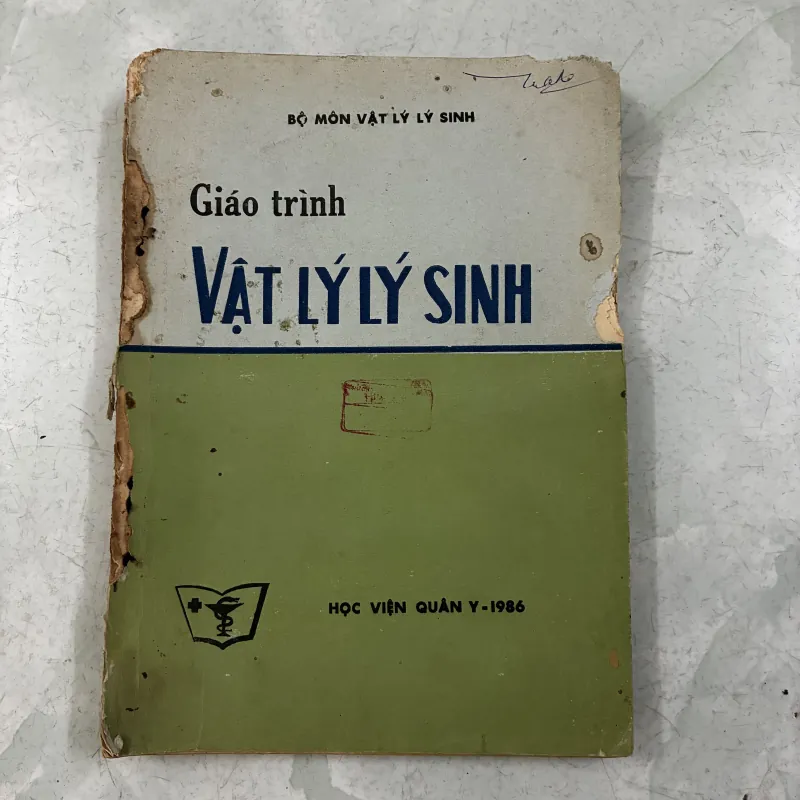 BỘ MÔN VẬT LÝ LÝ SINH
Giáo trình
VẬT LÝ LÝ SINH
HỌC VIỆN QUÂN Y - 1986